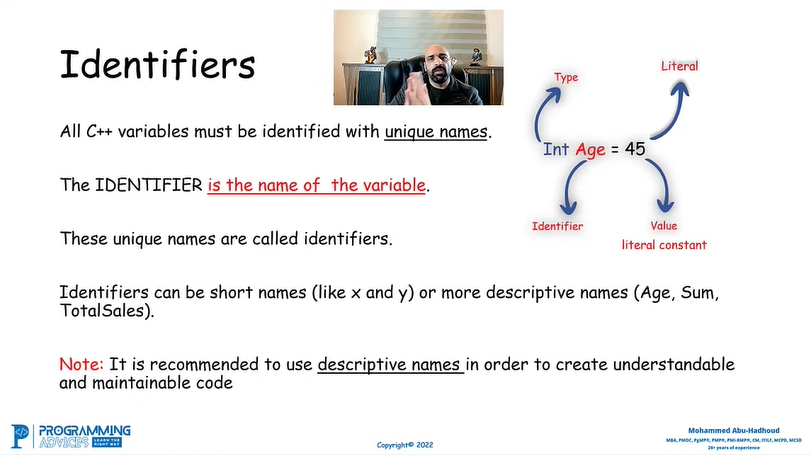 Identifiers
All C++ variables must be identified with unique names.
The IDENTIFIER is the name of the variable.
These unique names are called identifiers.
Identifiers can be short names (like x and y) or more descriptive names (Age, Sum,
TotalSales).
Note: It is recommended to use descriptive names in order to create understandable
and maintainable code
Type
Literal
Int Age = 45
Identifier
Value
literal constant
PROGRAMMING
ADVICES LEARN THE RIGHT WAY
Copyright© 2022
Mohammed Abu-Hadhoud
MBA, PMOC, PgMP®, PMP®, PMI-RMP®, CM, ITILF, MCPD, MCSD
26+ years of experience